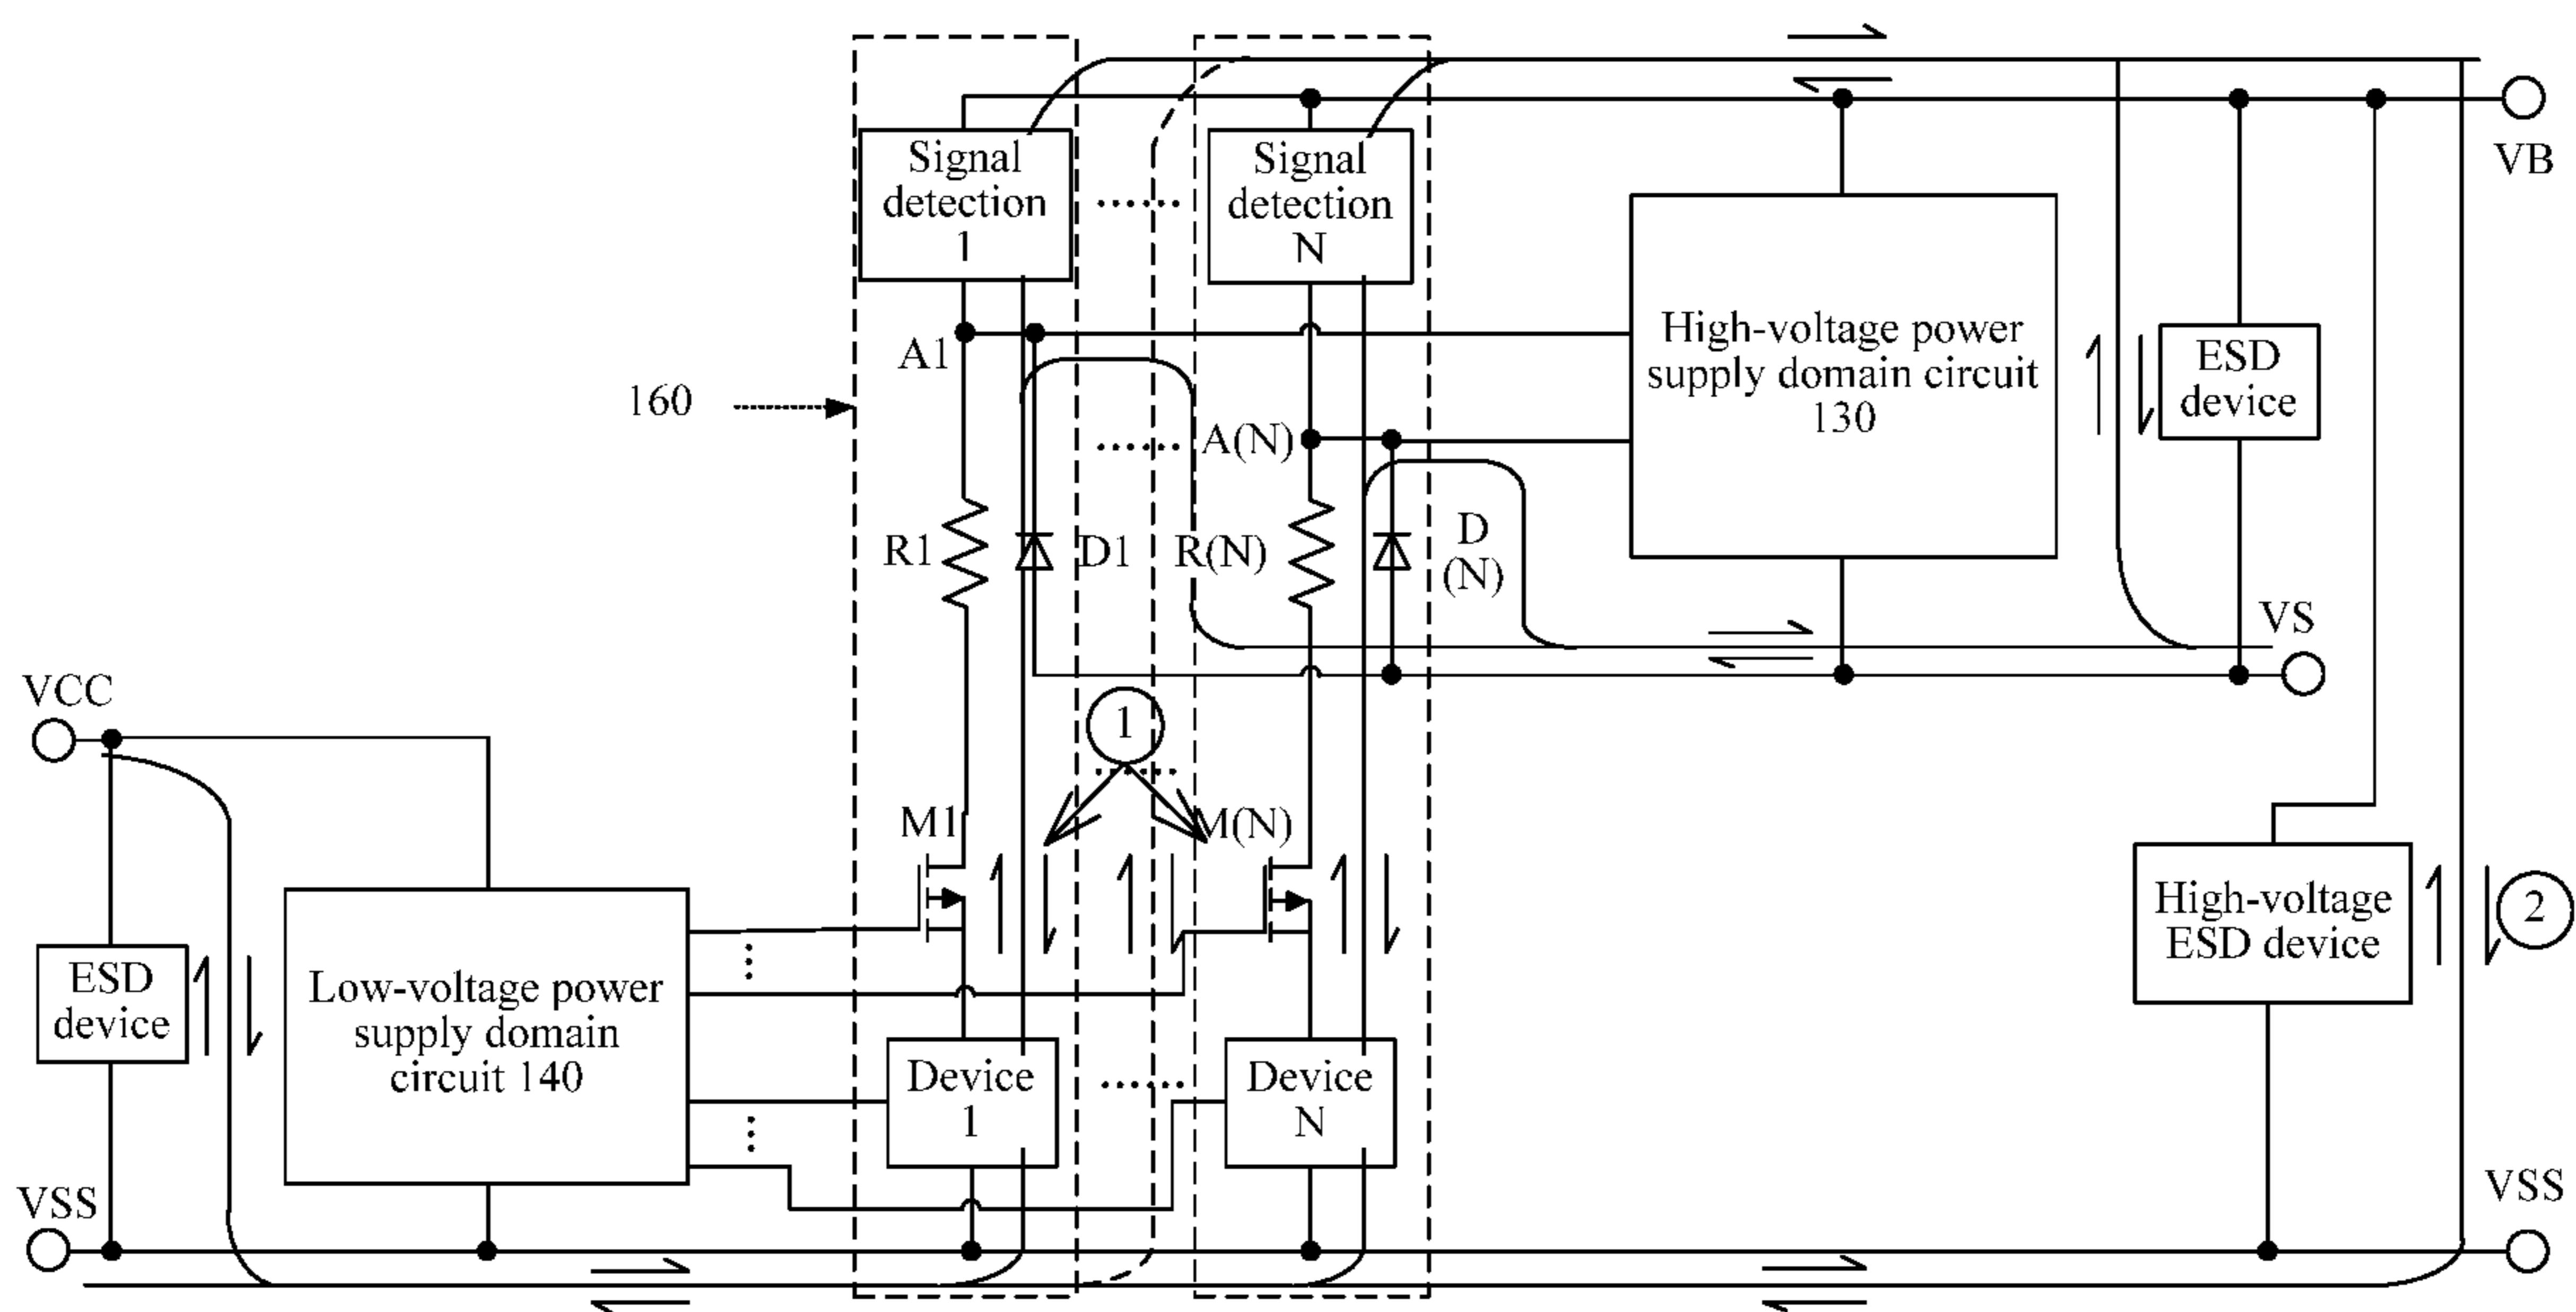 Signal
detection
1
Signal
detection
N
VB
A1
High-voltage power
supply domain circuit
130
ESD
device
160
A(N)
R1
D1
R(N)
D
(N)
VS
VCC
1
M1
M(N)
High-voltage
ESD device
2
ESD
device
Low-voltage power
supply domain
circuit 140
Device
1
Device
N
VSS
VSS